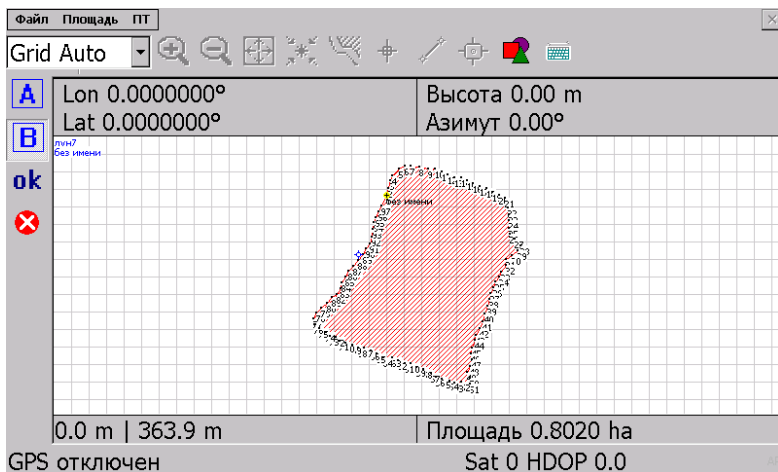 Файл Площадь ПТ
Grid Auto
A
Lon 0.0000000°
Высота 0.00 m
B
Lat 0.0000000°
Азимут 0.00°
лун7
без имени
ok
без имени
0.0 m | 363.9 m
Площадь 0.8020 ha
GPS отключен
Sat 0 HDOP 0.0